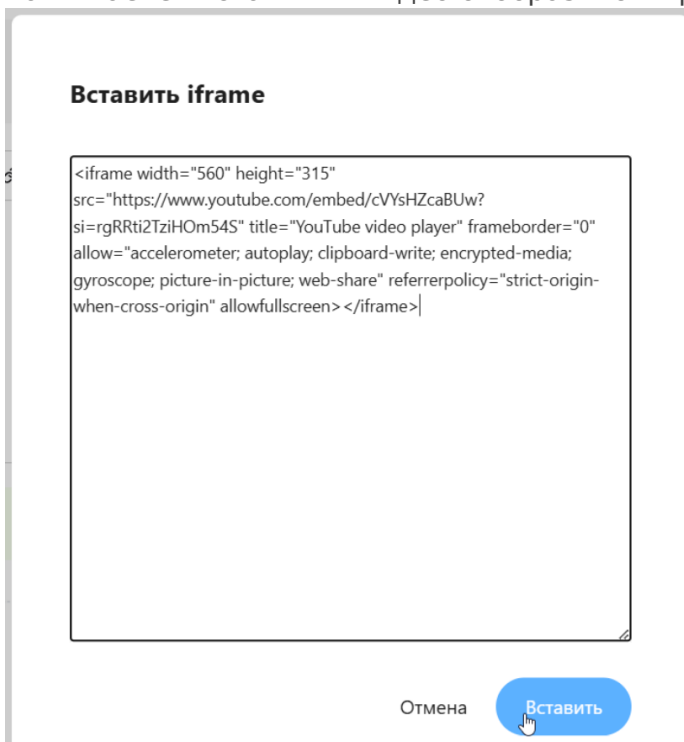 Вставить iframe
<iframe width="560" height="315"
src="https://www.youtube.com/embed/cVYsHZcaBUw?
si=rgRRti2TziHOm54S" title="YouTube video player" frameborder="0"
allow="accelerometer; autoplay; clipboard-write; encrypted-media;
gyroscope; picture-in-picture; web-share" referrerpolicy="strict-origin-
when-cross-origin" allowfullscreen></iframe>
Отмена
Вставить